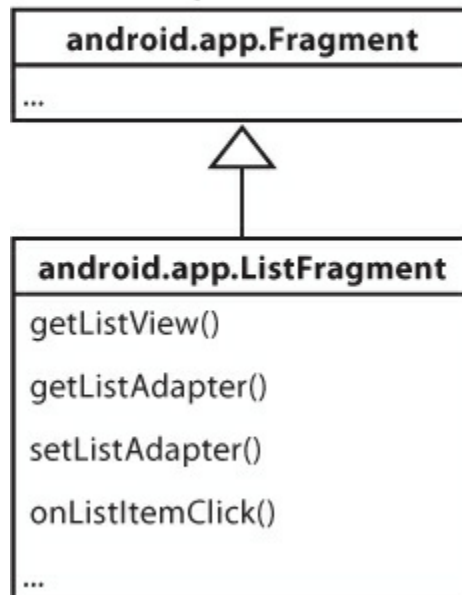 android.app.Fragment
...
android.app.ListFragment
getListView()
getListAdapter()
setListAdapter()
onListItemClick()
...